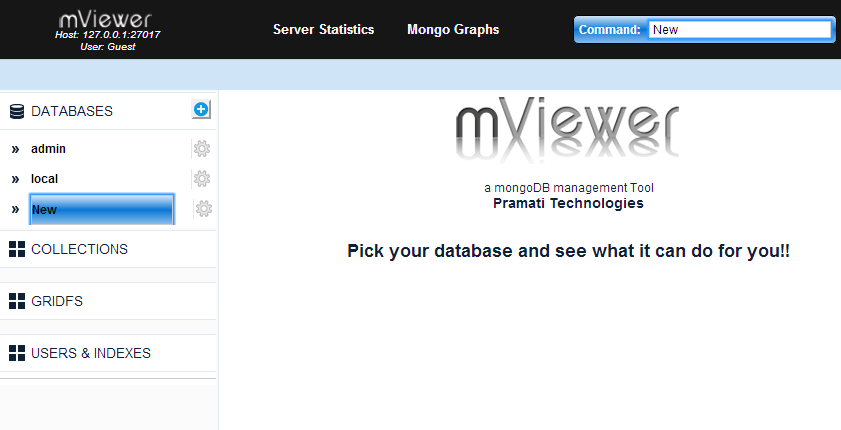 mViewer
Host: 127.0.0.1:27017
User: Guest
Server Statistics
Mongo Graphs
Command:
New
DATABASES
» admin
» local
» New
COLLECTIONS
GRIDFS
USERS & INDEXES
mViewer
a mongoDB management Tool
Pramati Technologies
Pick your database and see what it can do for you!!